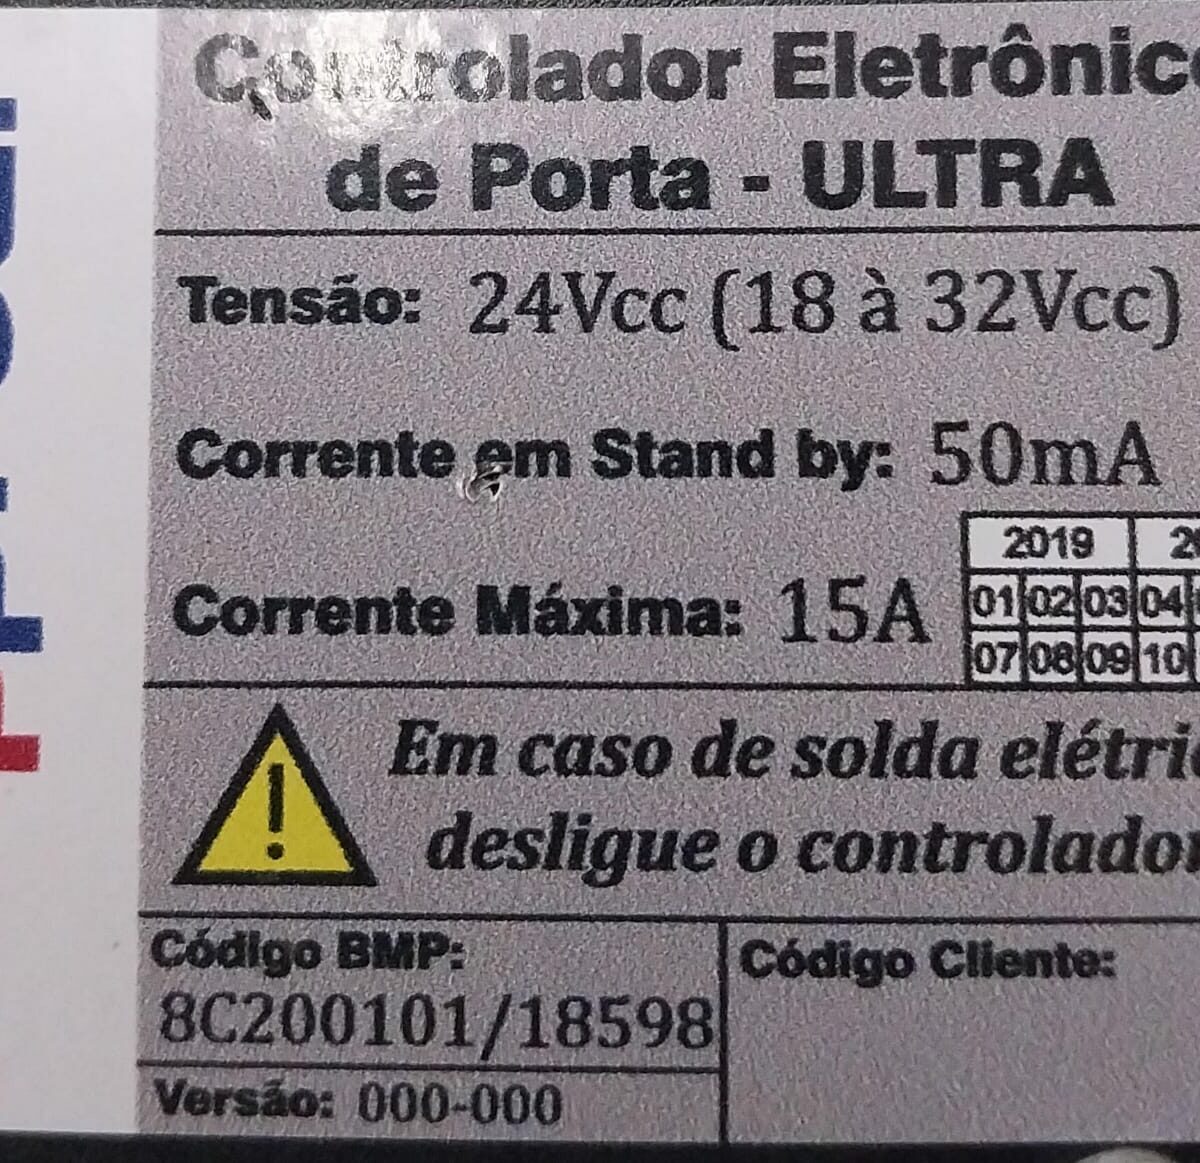 Controlador Eletrônic
de Porta - ULTRA
Tensão: 24Vcc (18 à 32Vcc)
Corrente em Stand by: 50mA
Corrente Máxima: 15A
2019
01 02 03 04
07 08 09 10
Em caso de solda elétri
desligue o controlador
Código BMP:
8C200101/18598
Código Cliente:
Versão: 000-000